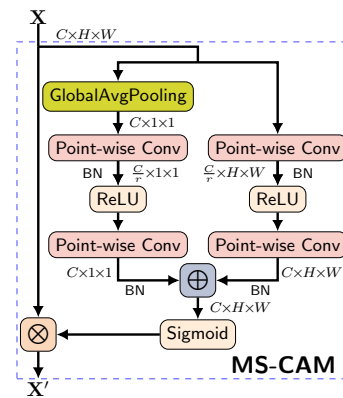 X
C×H×W
GlobalAvgPooling
C×1×1
Point-wise Conv Point-wise Conv
BN C/r×1×1 C/r×H×W BN
ReLU ReLU
Point-wise Conv Point-wise Conv
C×1×1 ⊕ C×H×W
BN BN
C×H×W
⊗ Sigmoid
MS-CAM
X′